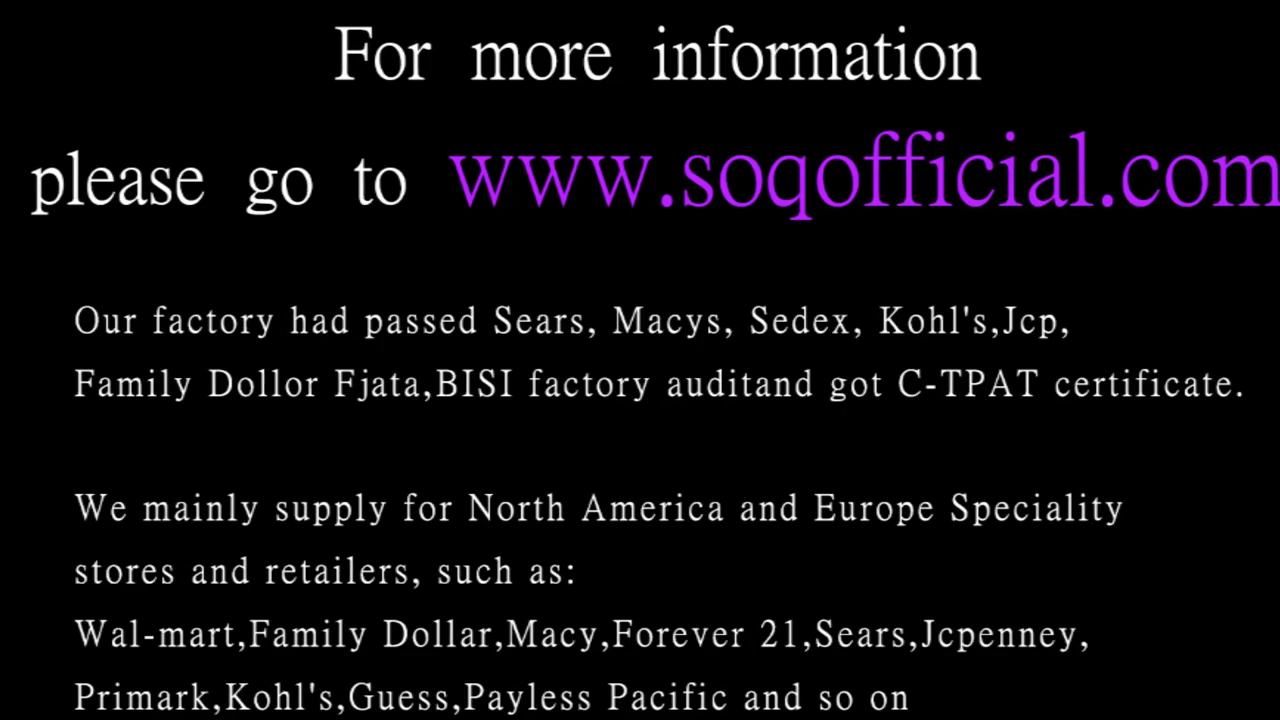 For more information
please go to www.soqofficial.com
Our factory had passed Sears, Macys, Sedex, Kohl's,Jcp,
Family Dollor Fjata,BISI factory auditand got C-TPAT certificate.
We mainly supply for North America and Europe Speciality
stores and retailers, such as:
Wal-mart,Family Dollar,Macy,Forever 21,Sears,Jcpenney,
Primark,Kohl's,Guess,Payless Pacific and so on